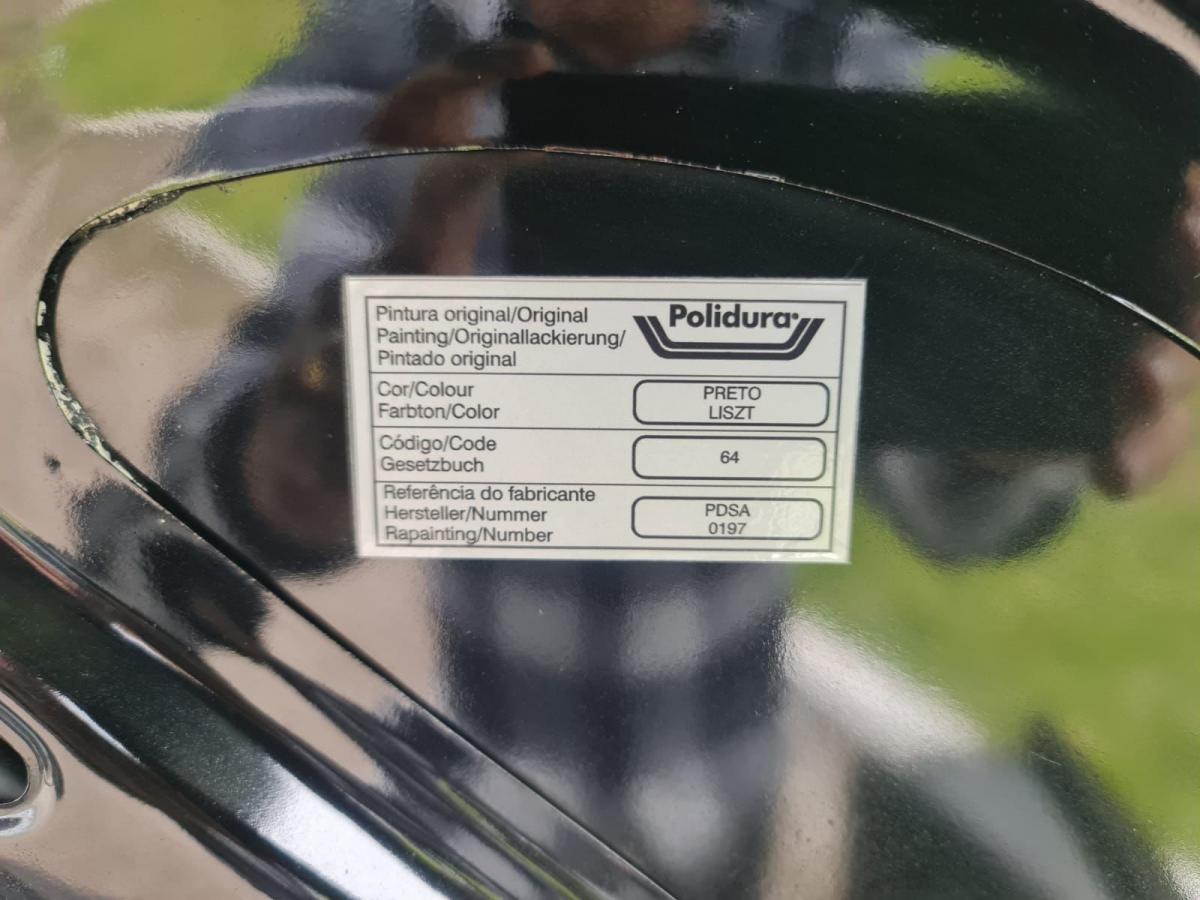 Pintura original/Original
Painting/Originallackierung/
Pintado original
Polidura®
Cor/Colour
Farbton/Color
PRETO
LISZT
Código/Code
Gesetzbuch
64
Referência do fabricante
Hersteller/Nummer
Rapainting/Number
PDSA
0197